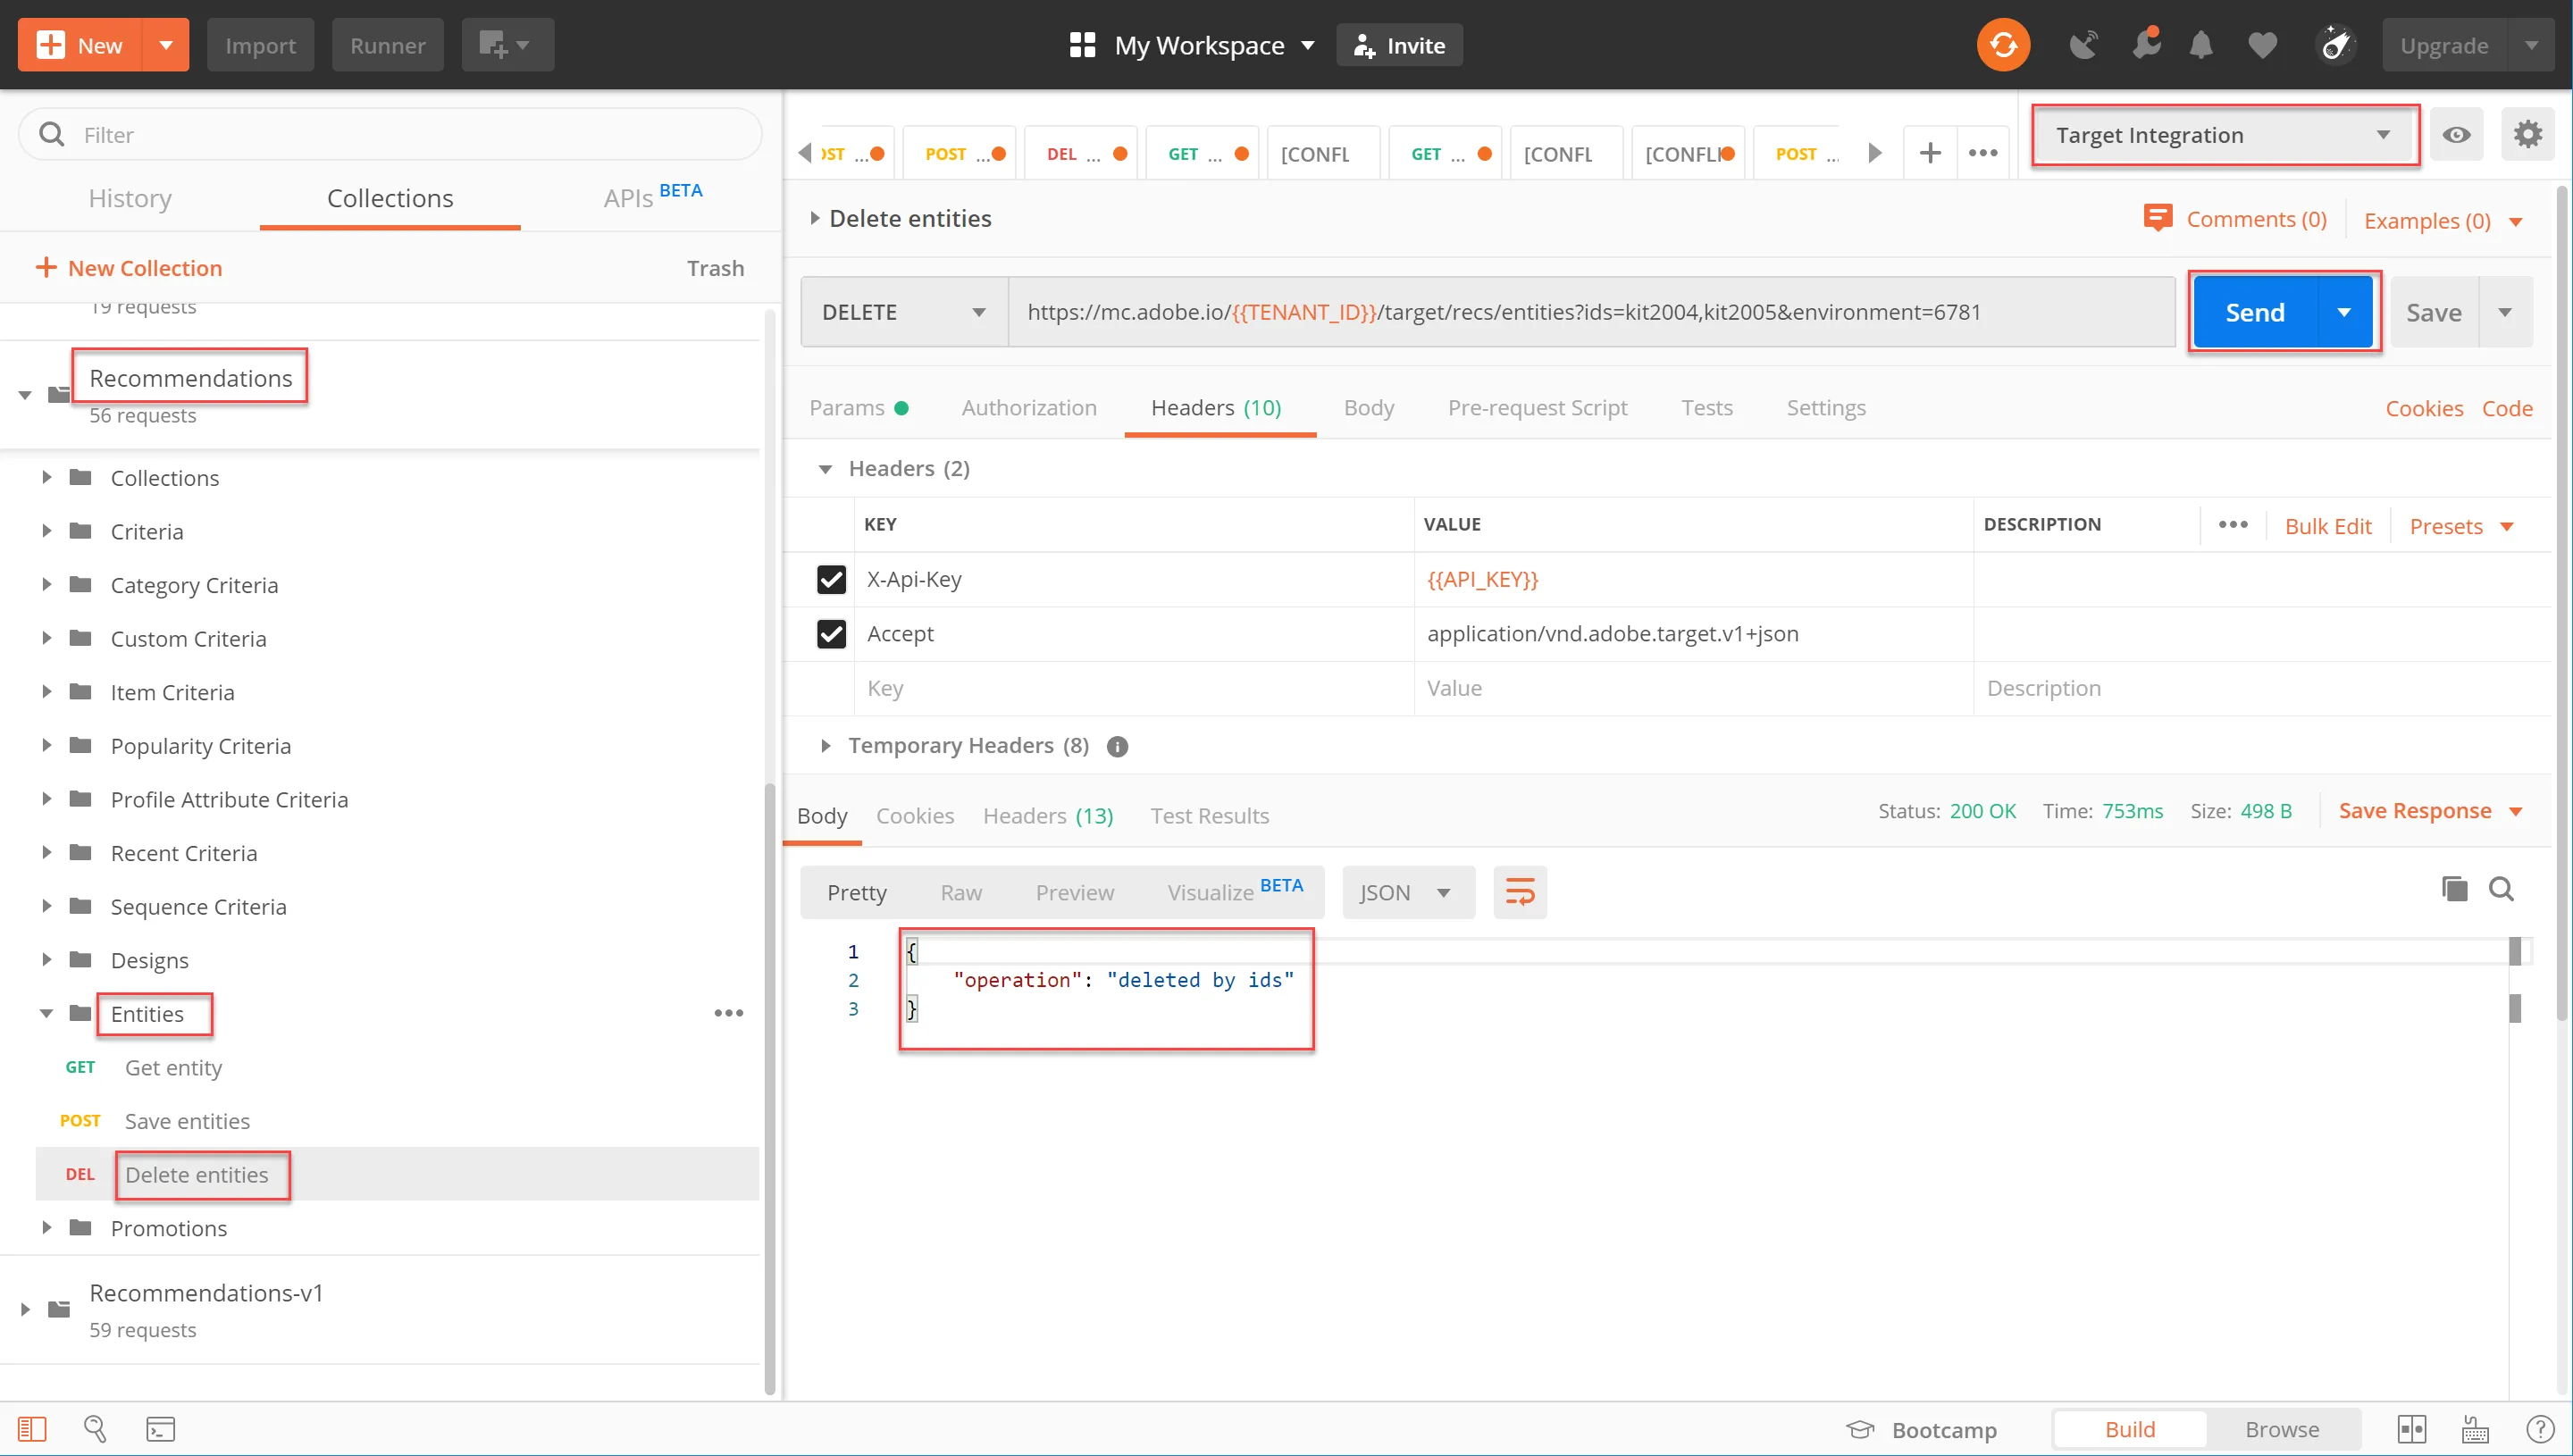 New
Import
Runner
My Workspace
Invite
Upgrade
Filter
History
Collections
APIs BETA
New Collection
Trash
19 requests
Recommendations
56 requests
Collections
Criteria
Category Criteria
Custom Criteria
Item Criteria
Popularity Criteria
Profile Attribute Criteria
Recent Criteria
Sequence Criteria
Designs
Entities
GET Get entity
POST Save entities
DEL Delete entities
Promotions
Recommendations-v1
59 requests
OST ... POST ... DEL ... GET ... [CONFL GET ... [CONFL [CONFLI POST ...
Target Integration
Delete entities
Comments (0)
Examples (0)
DELETE
https://mc.adobe.io/{{TENANT_ID}}/target/recs/entities?ids=kit2004,kit2005&environment=6781
Send
Save
Params
Authorization
Headers (10)
Body
Pre-request Script
Tests
Settings
Cookies
Code
Headers (2)
KEY VALUE DESCRIPTION ••• Bulk Edit Presets
X-Api-Key {{API_KEY}}
Accept application/vnd.adobe.target.v1+json
Key Value Description
Temporary Headers (8)
Body Cookies Headers (13) Test Results
Status: 200 OK Time: 753ms Size: 498 B Save Response
Pretty Raw Preview Visualize BETA JSON
1 {
2 "operation": "deleted by ids"
3 }
Bootcamp
Build
Browse